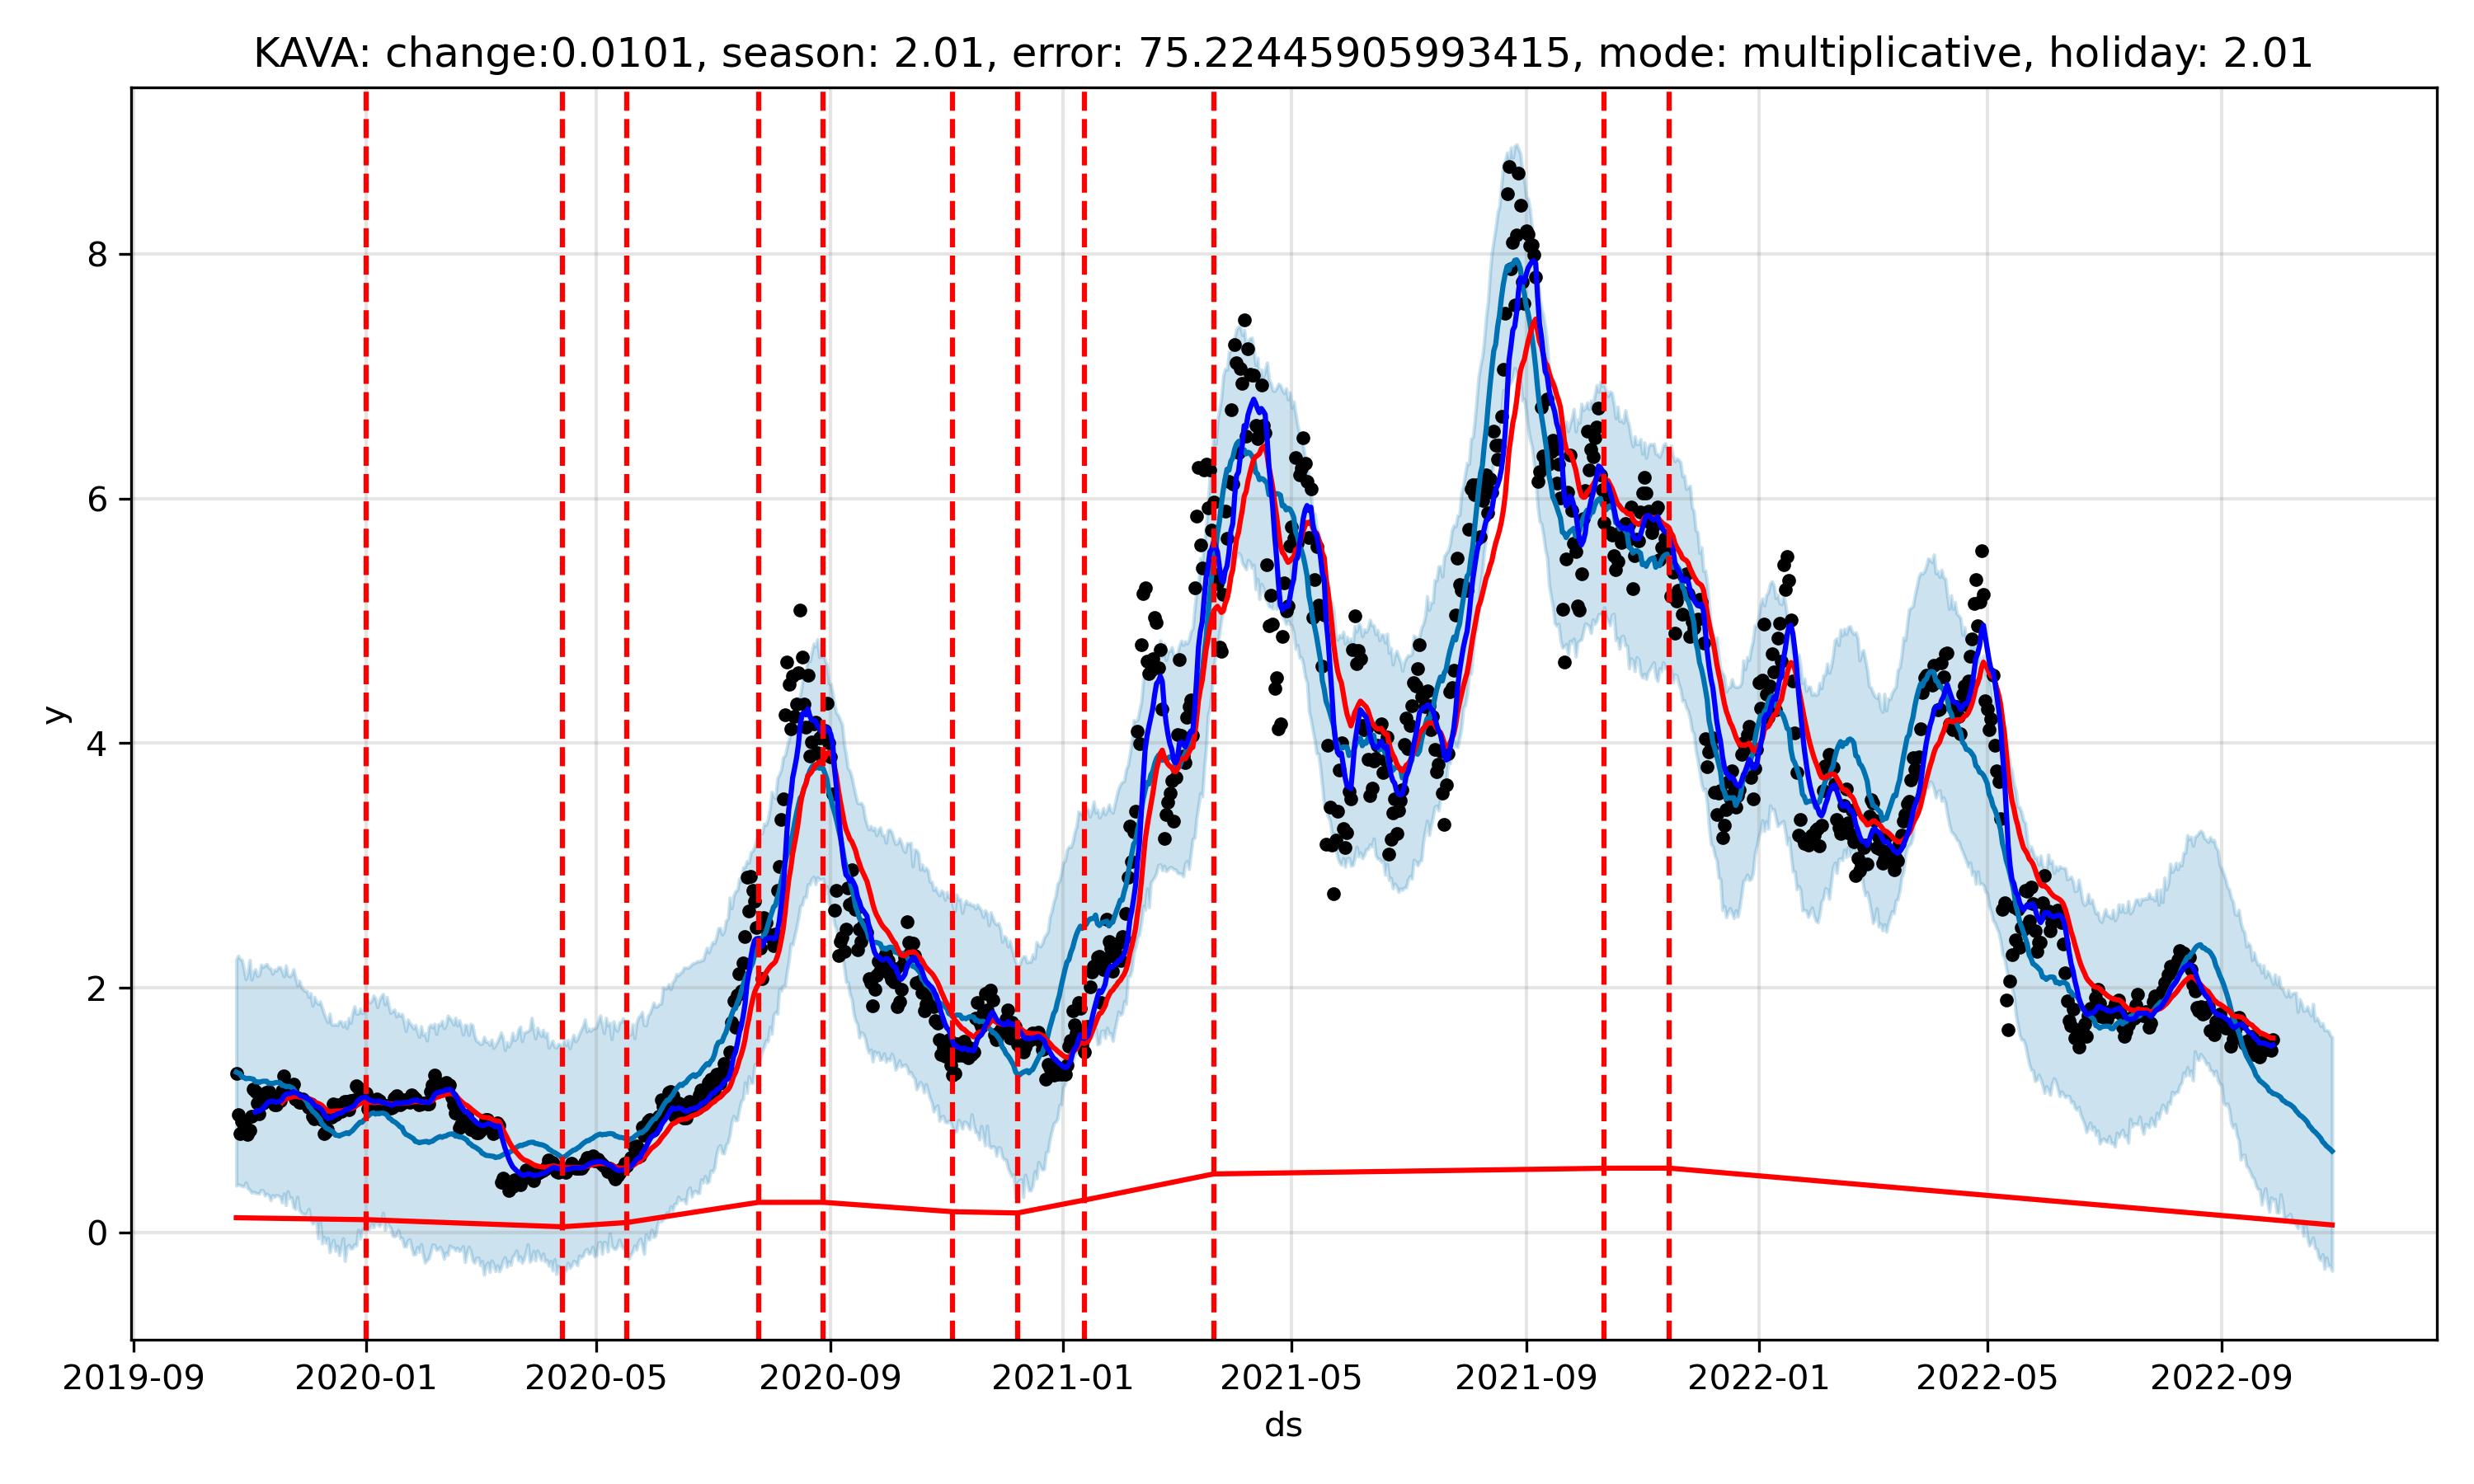 KAVA: change:0.0101, season: 2.01, error: 75.22445905993415, mode: multiplicative, holiday: 2.01
y
8
6
4
2
0
2019-09 2020-01 2020-05 2020-09 2021-01 2021-05 2021-09 2022-01 2022-05 2022-09
ds